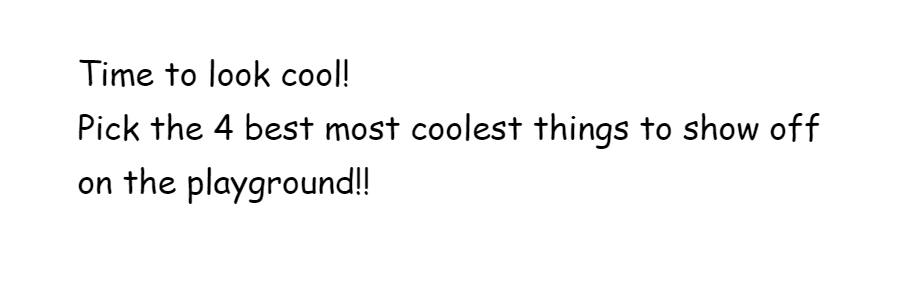 Time to look cool!
Pick the 4 best most coolest things to show off
on the playground!!